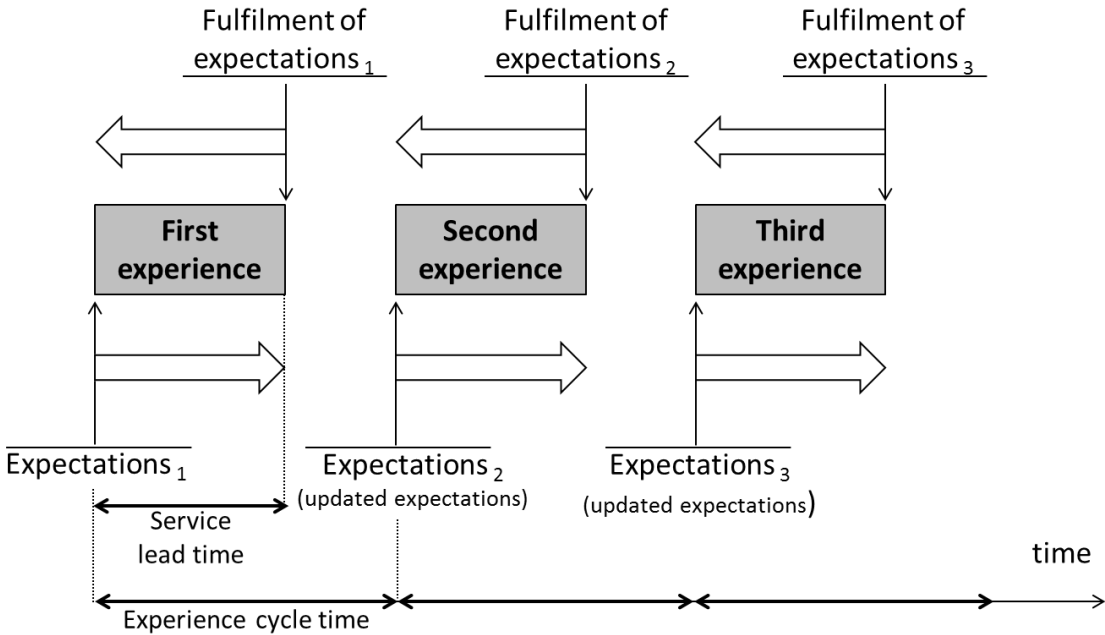 Fulfilment of
expectations 1
Fulfilment of
expectations 2
Fulfilment of
expectations 3
First
experience
Second
experience
Third
experience
Expectations 1
Expectations 2
(updated expectations)
Expectations 3
(updated expectations)
Service
lead time
time
Experience cycle time